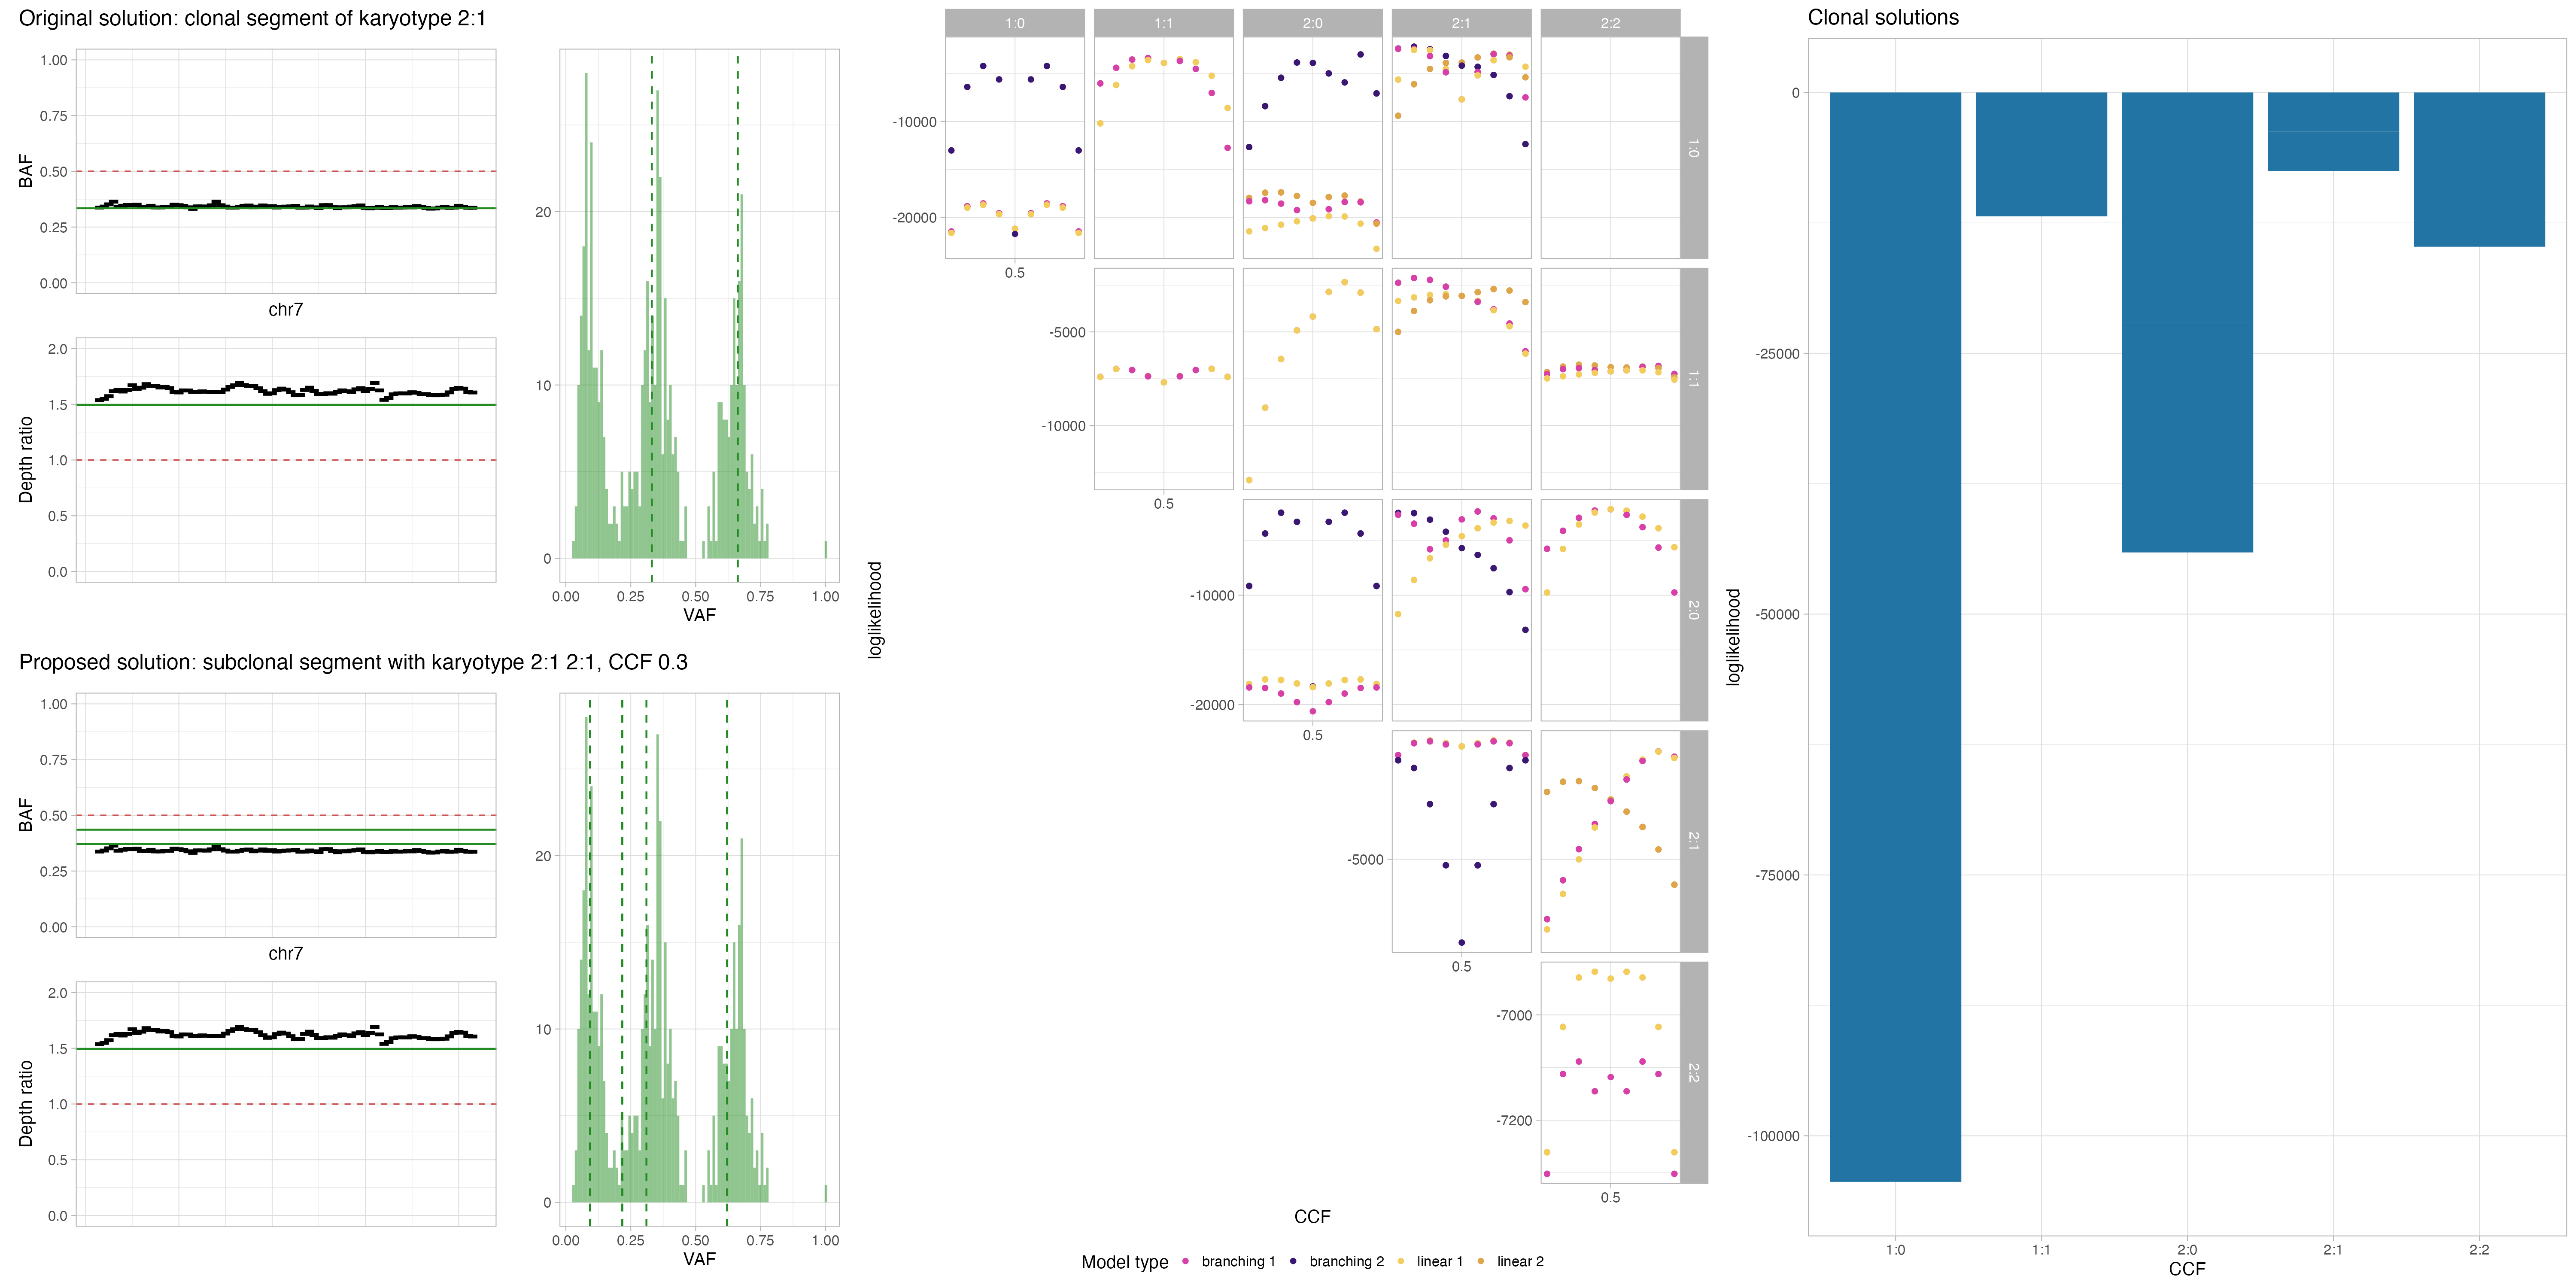 Original solution: clonal segment of karyotype 2:1
1.00
0.75
0.50
0.25
0.00
BAF
chr7
2.0
1.5
1.0
0.5
0.0
Depth ratio
20
10
0
0.00 0.25 0.50 0.75 1.00
VAF
Proposed solution: subclonal segment with karyotype 2:1 2:1, CCF 0.3
1.00
0.75
0.50
0.25
0.00
BAF
chr7
2.0
1.5
1.0
0.5
0.0
Depth ratio
20
10
0
0.00 0.25 0.50 0.75 1.00
VAF
loglikelihood
1:0 1:1 2:0 2:1 2:2
-10000
-20000
1:0
0.5
-5000
-10000
1:1
0.5
-10000
-20000
2:0
0.5
-5000
2:1
0.5
-7000
-7200
2:2
0.5
CCF
Model type branching 1 branching 2 linear 1 linear 2
Clonal solutions
0
-25000
-50000
-75000
-100000
loglikelihood
1:0 1:1 2:0 2:1 2:2
CCF